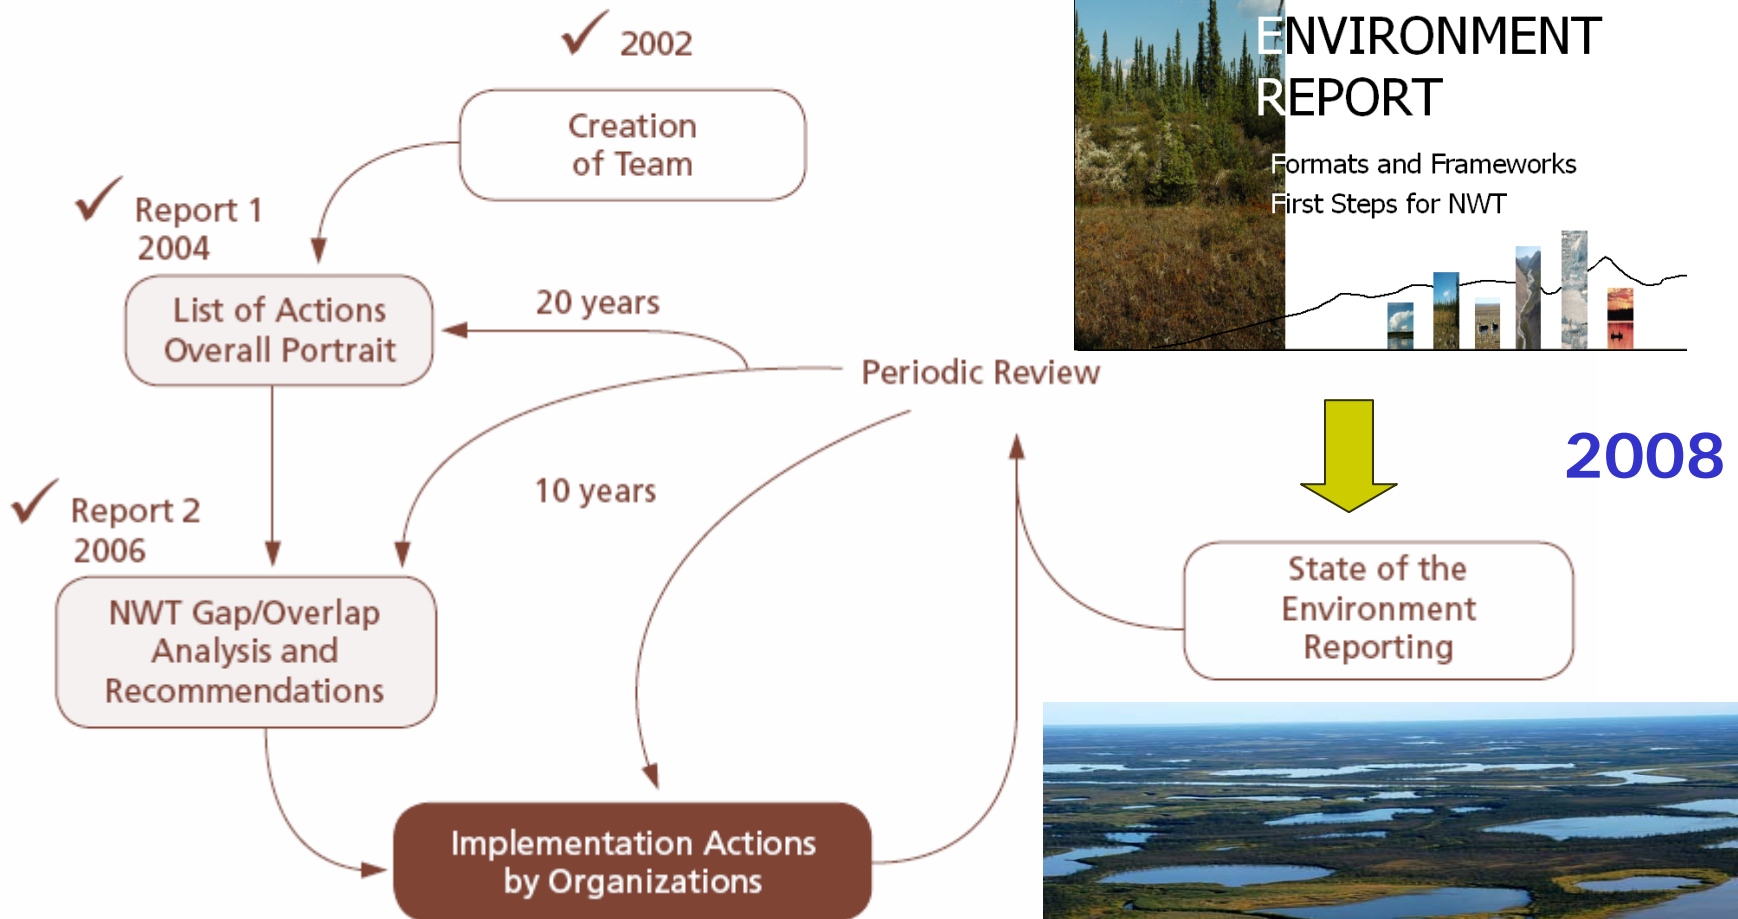 2002
Creation
of Team
Report 1
2004
List of Actions
Overall Portrait
20 years
Periodic Review
10 years
Report 2
2006
NWT Gap/Overlap
Analysis and
Recommendations
Implementation Actions
by Organizations
ENVIRONMENT
REPORT
Formats and Frameworks
First Steps for NWT
2008
State of the
Environment
Reporting